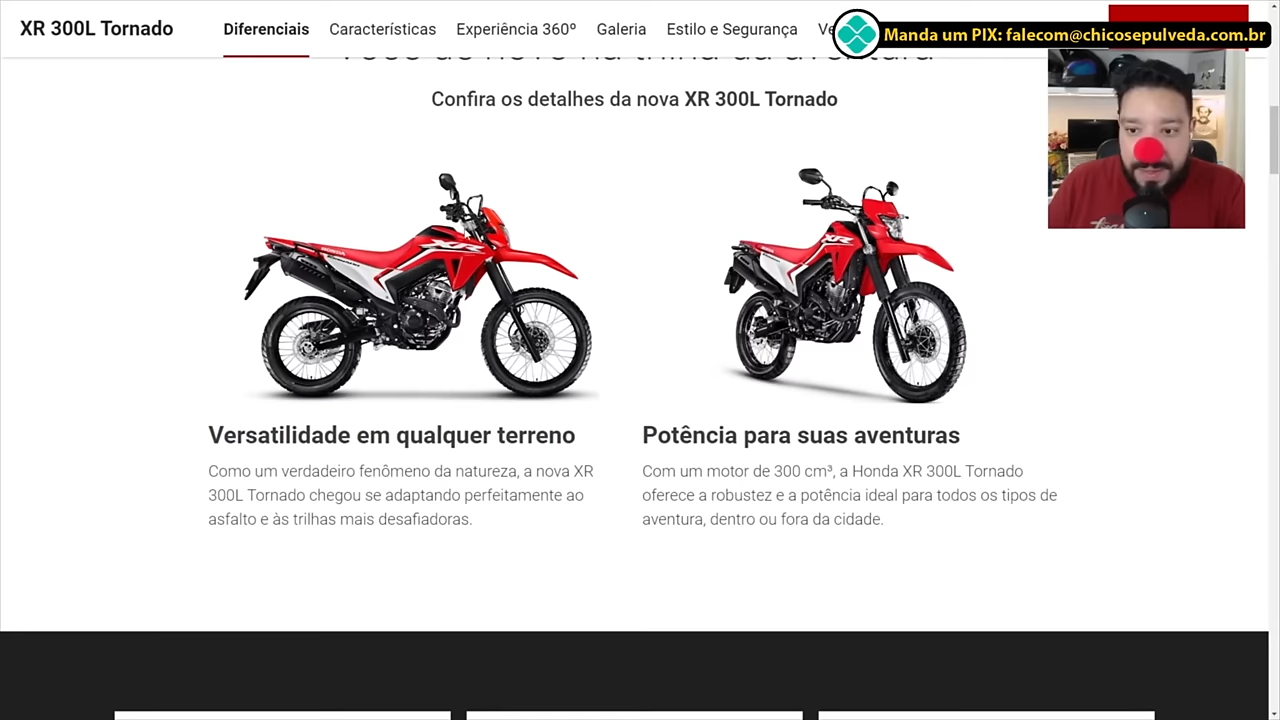 XR 300L Tornado
Diferenciais Características Experiência 360º Galeria Estilo e Segurança
Manda um PIX: falecom@chicosepulveda.com.br
Confira os detalhes da nova XR 300L Tornado
XR
HONDA
XR
Versatilidade em qualquer terreno
Potência para suas aventuras
Como um verdadeiro fenômeno da natureza, a nova XR
300L Tornado chegou se adaptando perfeitamente ao
asfalto e às trilhas mais desafiadoras.
Com um motor de 300 cm³, a Honda XR 300L Tornado
oferece a robustez e a potência ideal para todos os tipos de
aventura, dentro ou fora da cidade.